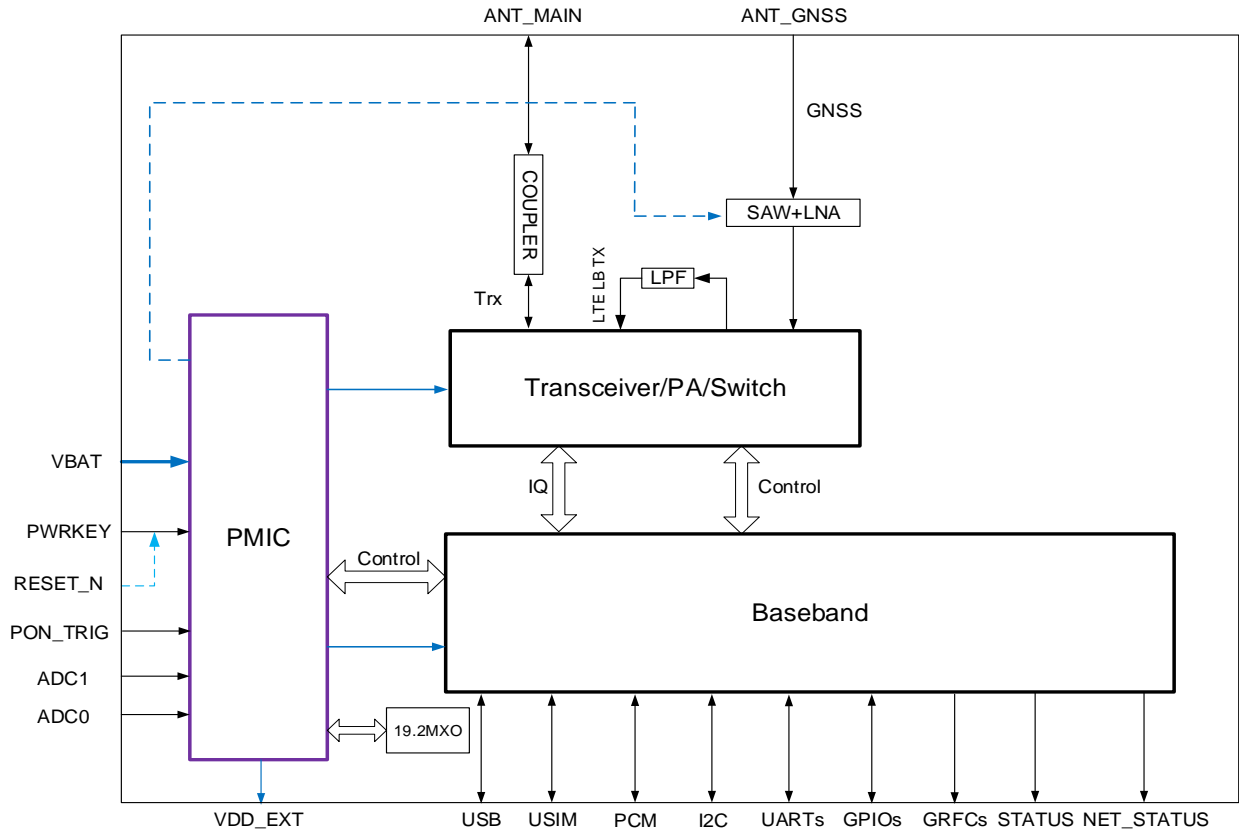 ANT_MAIN
ANT_GNSS
GNSS
COUPLER
SAW+LNA
LTE LB TX
LPF
Trx
Transceiver/PA/Switch
VBAT
IQ
Control
PWRKEY
PMIC
Control
RESET_N
Baseband
PON_TRIG
ADC1
ADC0
19.2MXO
VDD_EXT
USB
USIM
PCM
I2C
UARTs
GPIOs
GRFCs
STATUS
NET_STATUS